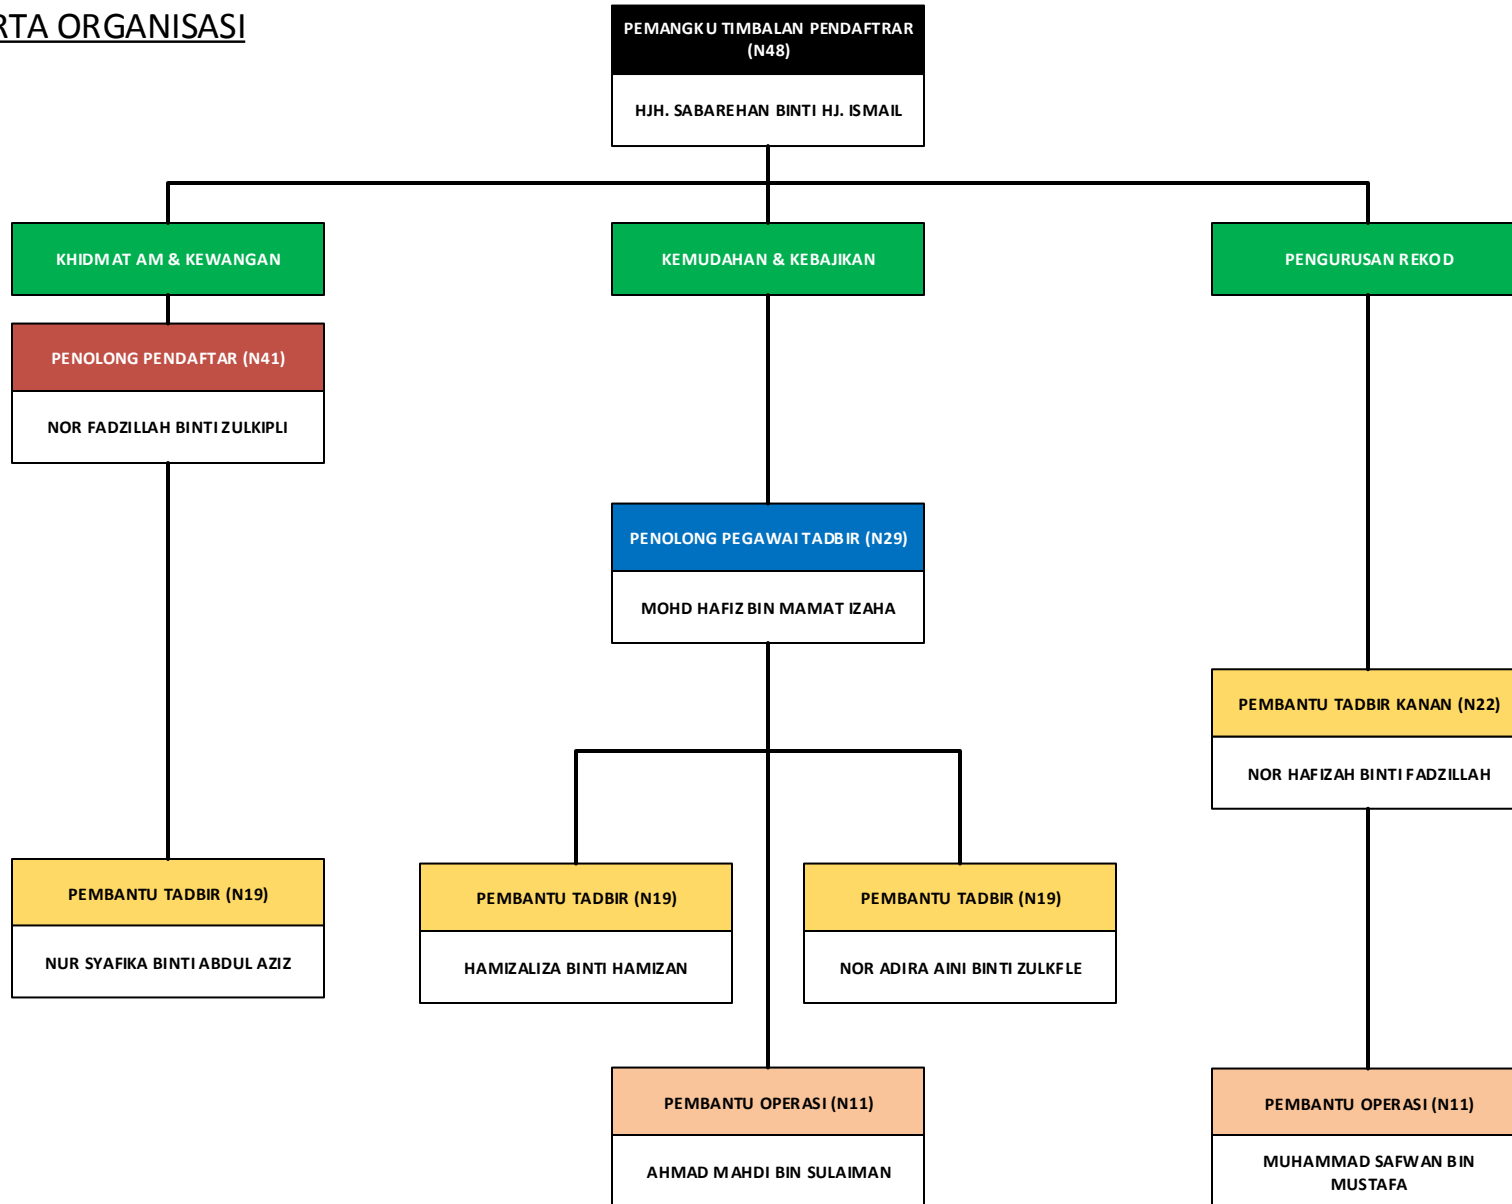 RTA ORGANISASI
PEMANGKU TIMBALAN PENDAFTRAR
(N48)
HJH. SABAREHAN BINTI HJ. ISMAIL
KHIDMAT AM & KEWANGAN
KEMUDAHAN & KEBAJIKAN
PENGURUSAN REKOD
PENOLONG PENDAFTAR (N41)
NOR FADZILLAH BINTI ZULKIPLI
PENOLONG PEGAWAI TADBIR (N29)
MOHD HAFIZ BIN MAMAT IZAHA
PEMBANTU TADBIR KANAN (N22)
NOR HAFIZAH BINTI FADZILLAH
PEMBANTU TADBIR (N19)
NUR SYAFIKA BINTI ABDUL AZIZ
PEMBANTU TADBIR (N19)
HAMIZALIZA BINTI HAMIZAN
PEMBANTU TADBIR (N19)
NOR ADIRA AINI BINTI ZULKFLE
PEMBANTU OPERASI (N11)
AHMAD MAHDI BIN SULAIMAN
PEMBANTU OPERASI (N11)
MUHAMMAD SAFWAN BIN
MUSTAFA